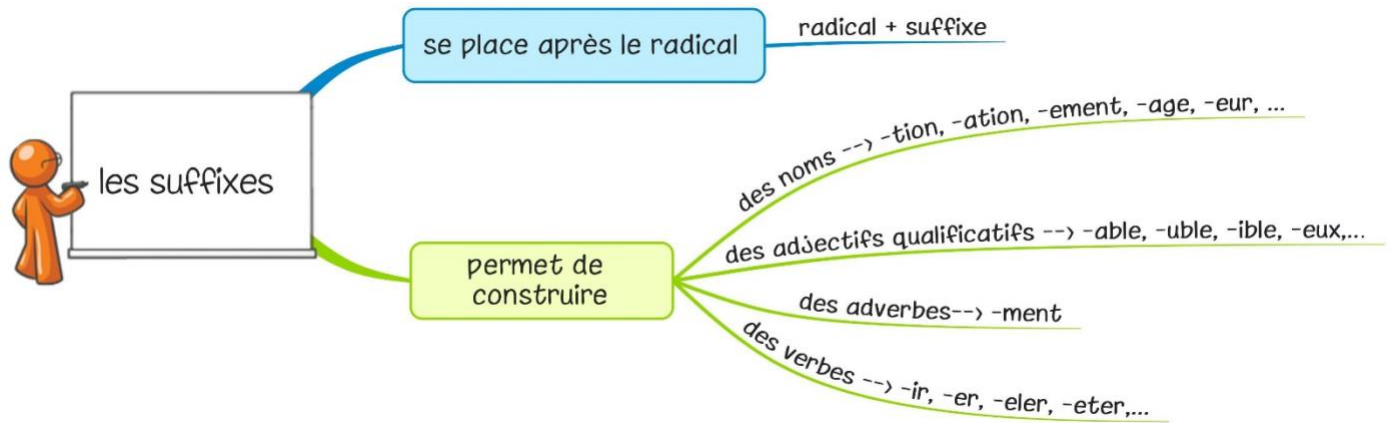 les suffixes
se place après le radical
radical + suffixe
permet de
construire
des noms --> -tion, -ation, -ement, -age, -eur, ...
des adjectifs qualificatifs --> -able, -uble, -ible, -eux,...
des adverbes--> -ment
des verbes --> -ir, -er, -eler, -eter,...